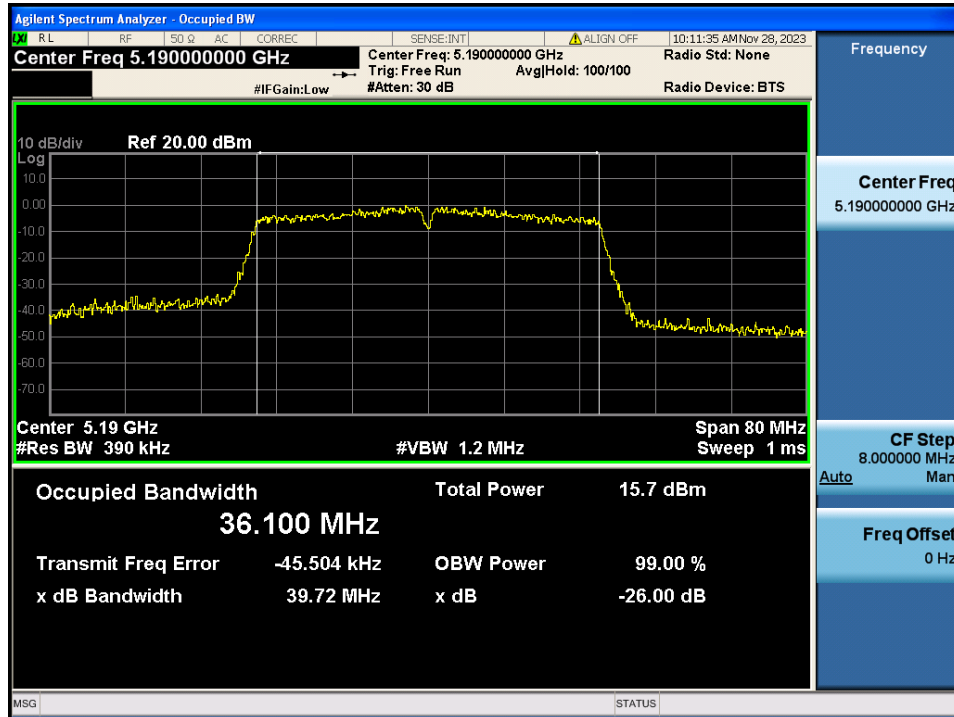 Agilent Spectrum Analyzer - Occupied BW
LXI RL RF 50 Ω AC CORREC SENSE:INT ALIGN OFF 10:11:35 AM Nov 28, 2023
Center Freq 5.190000000 GHz
Center Freq: 5.190000000 GHz
Radio Std: None
Trig: Free Run Avg|Hold: 100/100
#IFGain:Low
#Atten: 30 dB
Radio Device: BTS
10 dB/div Ref 20.00 dBm
Log
10.0
0.00
-10.0
-20.0
-30.0
-40.0
-50.0
-60.0
-70.0
Center 5.19 GHz Span 80 MHz
#Res BW 390 kHz #VBW 1.2 MHz Sweep 1 ms
Occupied Bandwidth Total Power 15.7 dBm
36.100 MHz
Transmit Freq Error -45.504 kHz OBW Power 99.00 %
x dB Bandwidth 39.72 MHz x dB -26.00 dB
MSG STATUS
Frequency
Center Freq
5.190000000 GHz
CF Step
8.000000 MHz
Auto Man
Freq Offset
0 Hz